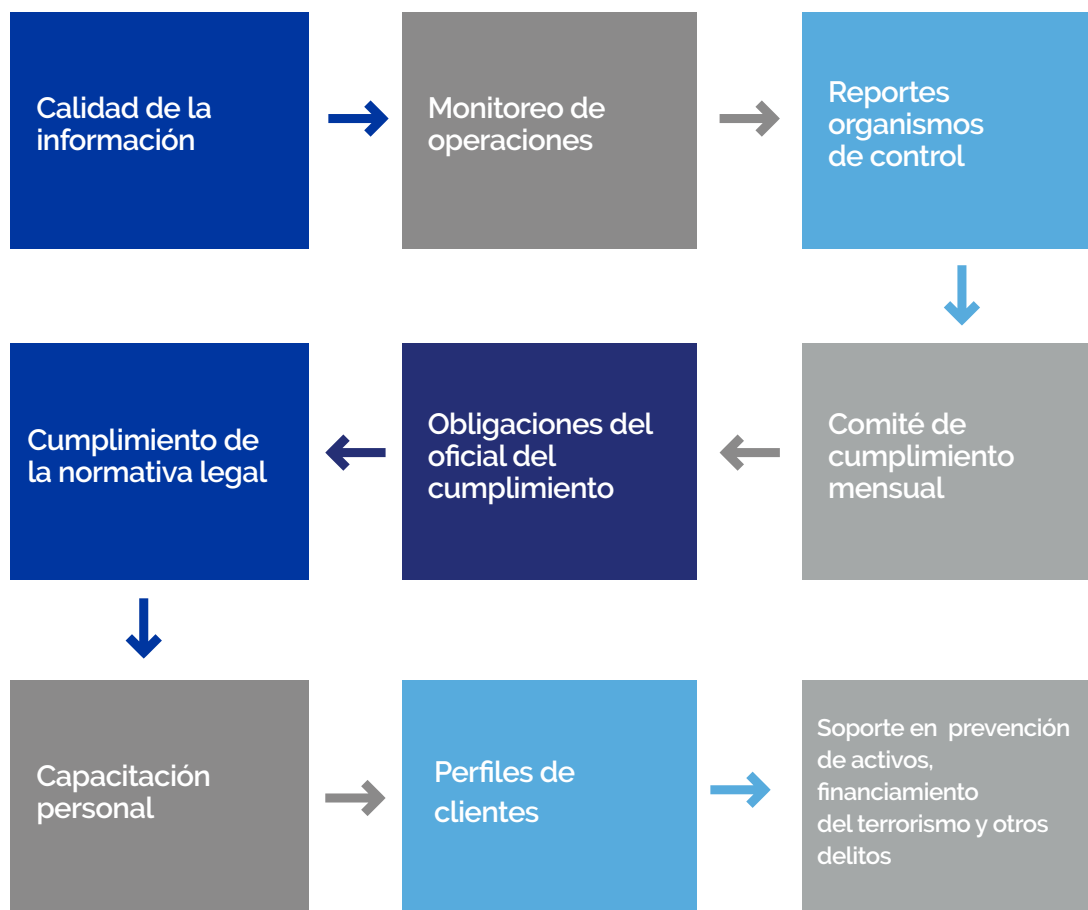 Calidad de la
información
Monitoreo de
operaciones
Reportes
organismos
de control
Comité de
cumplimiento
mensual
Obligaciones del
oficial del
cumplimiento
Cumplimiento de
la normativa legal
Capacitación
personal
Perfiles de
clientes
Soporte en prevención
de activos,
financiamiento
del terrorismo y otros
delitos